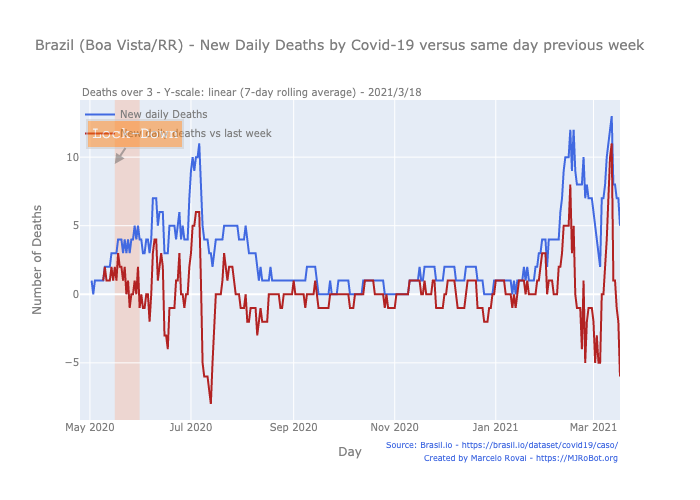 Brazil (Boa Vista/RR) - New Daily Deaths by Covid-19 versus same day previous week
Deaths over 3 - Y-scale: linear (7-day rolling average) - 2021/3/18
New daily Deaths
Lock Down
New daily deaths vs last week
Number of Deaths
10
5
0
−5
May 2020
Jul 2020
Sep 2020
Nov 2020
Jan 2021
Mar 2021
Day
Source: Brasil.io - https://brasil.io/dataset/covid19/caso/
Created by Marcelo Rovai - https://MJRoBot.org